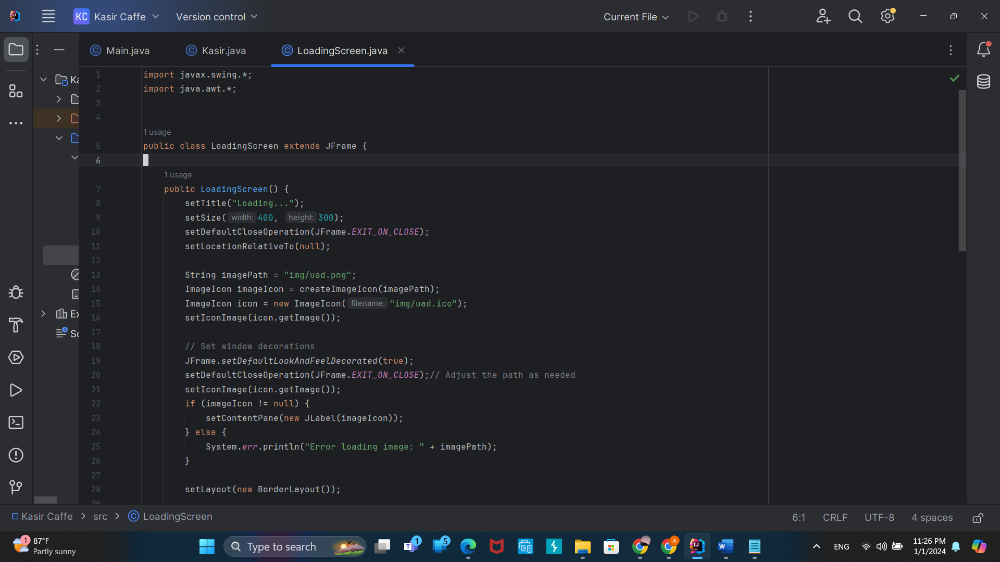 KC Kasir Caffe Version control Current File
Main.java Kasir.java LoadingScreen.java
Ka
Ex
Sc
1 import javax.swing.*;
2 import java.awt.*;
3
4
1 usage
5 public class LoadingScreen extends JFrame {
6
1 usage
7 public LoadingScreen() {
8 setTitle("Loading...");
9 setSize( width: 400, height: 300);
10 setDefaultCloseOperation(JFrame.EXIT_ON_CLOSE);
11 setLocationRelativeTo(null);
12
13 String imagePath = "img/uad.png";
14 ImageIcon imageIcon = createImageIcon(imagePath);
15 ImageIcon icon = new ImageIcon( filename: "img/uad.ico");
16 setIconImage(icon.getImage());
17
18 // Set window decorations
19 JFrame.setDefaultLookAndFeelDecorated(true);
20 setDefaultCloseOperation(JFrame.EXIT_ON_CLOSE);// Adjust the path as needed
21 setIconImage(icon.getImage());
22 if (imageIcon != null) {
23 setContentPane(new JLabel(imageIcon));
24 } else {
25 System.err.println("Error loading image: " + imagePath);
26 }
27
28 setLayout(new BorderLayout());
29
Kasir Caffe > src > LoadingScreen 6:1 CRLF UTF-8 4 spaces
1 87°F
Partly sunny
Type to search
1
5
ENG
11:26 PM
1/1/2024